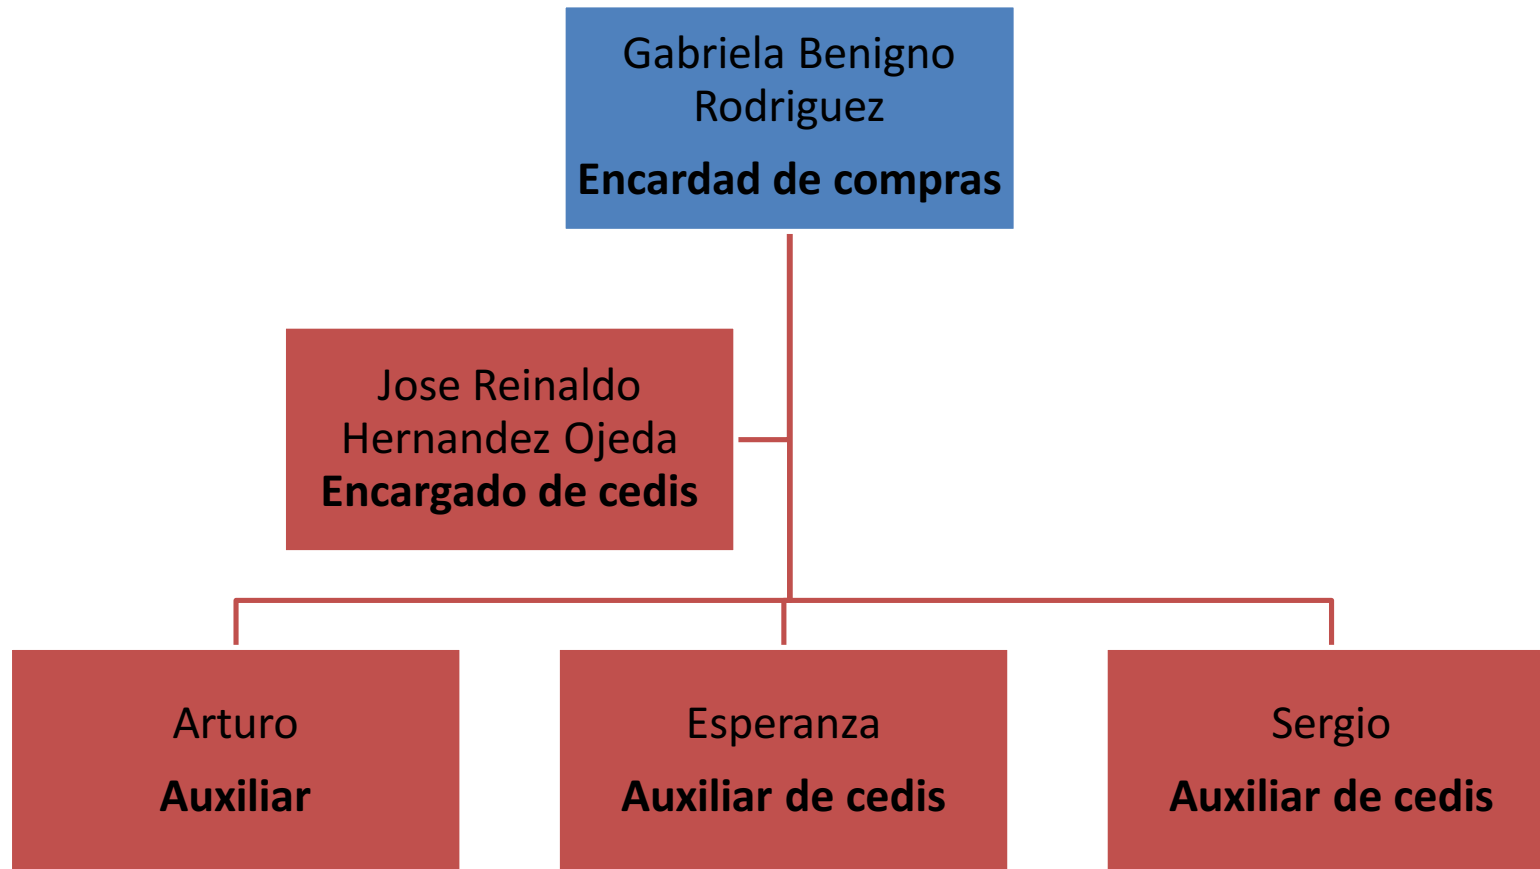 Gabriela Benigno
Rodriguez
Encardad de compras
Jose Reinaldo
Hernandez Ojeda
Encargado de cedis
Arturo
Auxiliar
Esperanza
Auxiliar de cedis
Sergio
Auxiliar de cedis